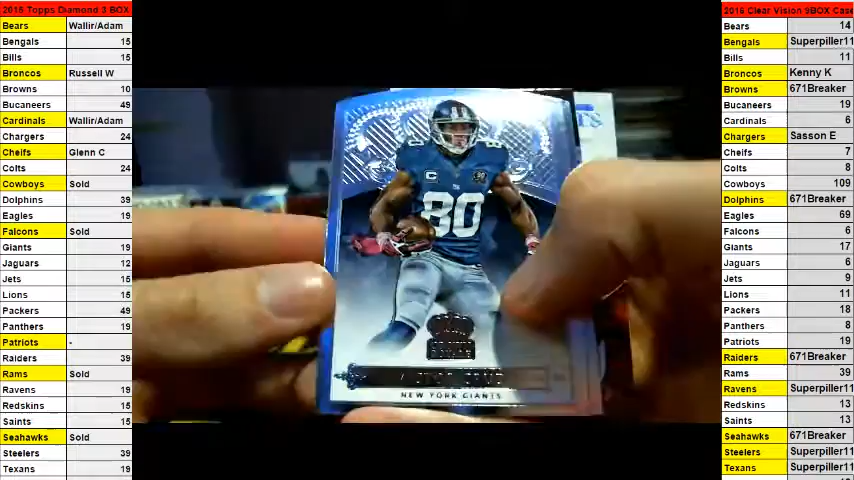 2015 Topps Diamond 3 BOX
Bears Wallir/Adam
Bengals 15
Bills 15
Broncos Russell W
Browns 10
Bucaneers 49
Cardinals Wallir/Adam
Chargers 24
Cheifs Glenn C
Colts 24
Cowboys Sold
Dolphins 39
Eagles 19
Falcons Sold
Giants 19
Jaguars 12
Jets 15
Lions 15
Packers 49
Panthers 19
Patriots -
Raiders 39
Rams Sold
Ravens 19
Redskins 15
Saints 15
Seahawks Sold
Steelers 39
Texans 19
80
80
C
NEW YORK GIANTS
2016 Clear Vision 9BOX Case
Bears 14
Bengals Superpiller11
Bills 11
Broncos Kenny K
Browns 671Breaker
Bucaneers 19
Cardinals 6
Chargers Sasson E
Cheifs 7
Colts 8
Cowboys 109
Dolphins 671Breaker
Eagles 69
Falcons 6
Giants 17
Jaguars 6
Jets 9
Lions 11
Packers 18
Panthers 8
Patriots 19
Raiders 671Breaker
Rams 39
Ravens Superpiller11
Redskins 13
Saints 13
Seahawks 671Breaker
Steelers Superpiller11
Texans Superpiller11